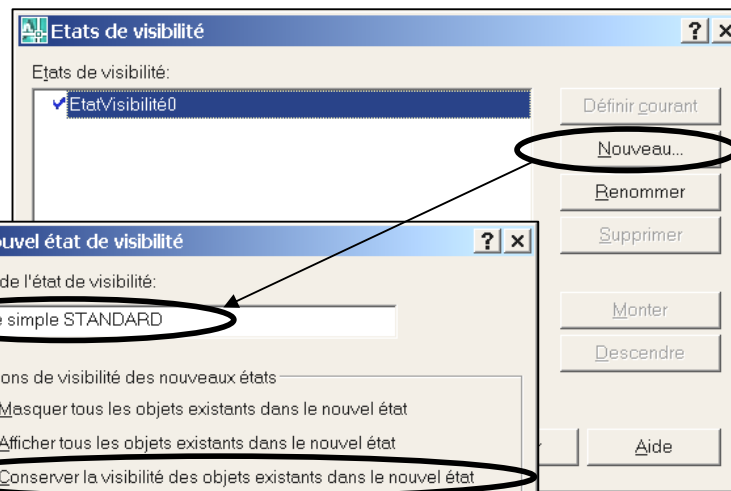 Etats de visibilité
Etats de visibilité:
EtatVisibilité0
Définir courant
Nouveau...
Renommer
Supprimer
Monter
Descendre
Aide
ouvel état de visibilité
de l'état de visibilité:
e simple STANDARD
ons de visibilité des nouveaux états
Masquer tous les objets existants dans le nouvel état
Afficher tous les objets existants dans le nouvel état
Conserver la visibilité des objets existants dans le nouvel état